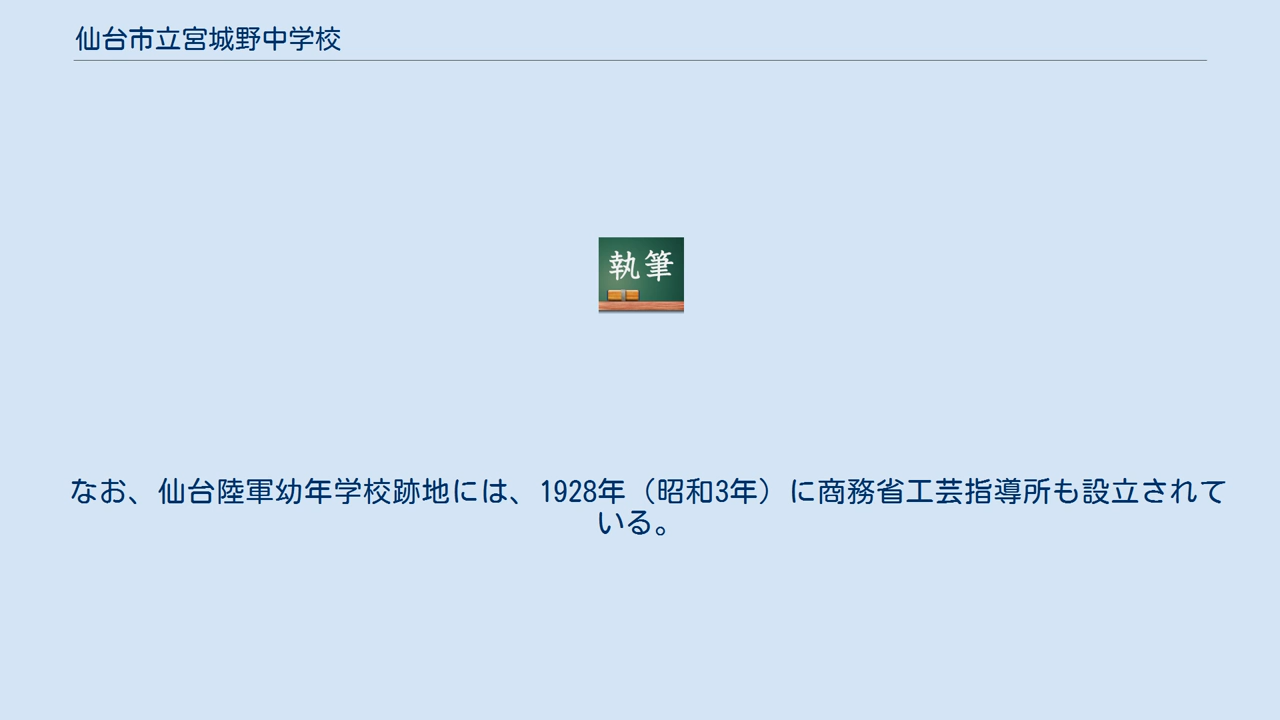 仙台市立宮城野中学校
執筆
なお、仙台陸軍幼年学校跡地には、1928年（昭和3年）に商務省工芸指導所も設立されて
いる。